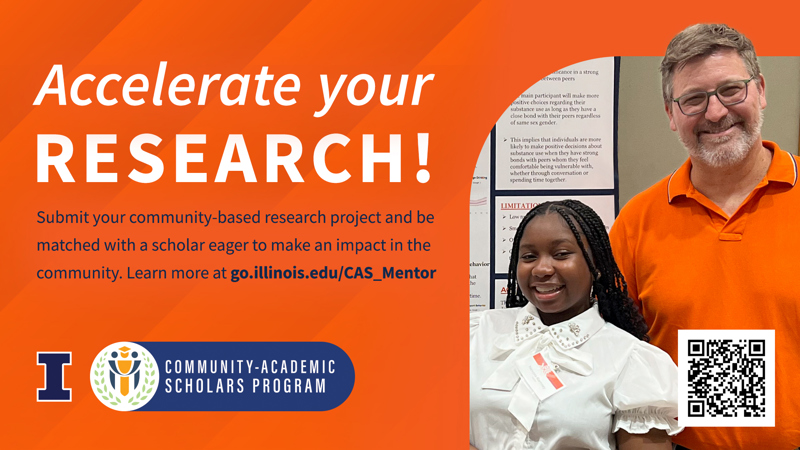 Accelerate your
RESEARCH!
Submit your community-based research project and be
matched with a scholar eager to make an impact in the
community. Learn more at go.illinois.edu/CAS_Mentor
I
COMMUNITY-ACADEMIC
SCHOLARS PROGRAM
in a strong
between peers
main participant will make more
positive choices regarding their
substance use as long as they have a
close bond with their peers regardless
of same sex gender.
➢ This implies that individuals are more
likely to make positive decisions about
substance use when they have strong
bonds with peers whom they feel
comfortable being vulnerable with,
whether through conversation or
spending time together.